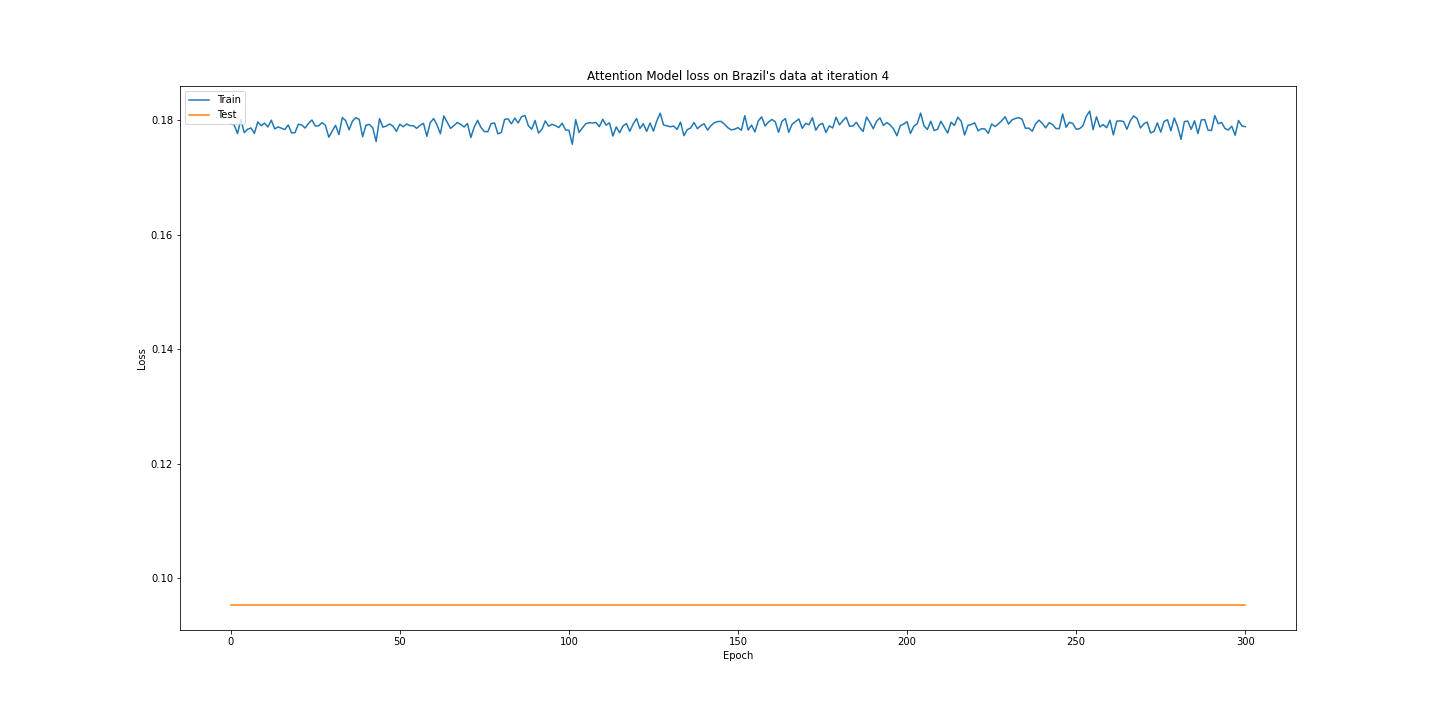 Attention Model loss on Brazil's data at iteration 4
Train
Test
0.18
0.16
0.14
0.12
0.10
Loss
0
50
100
150
200
250
300
Epoch